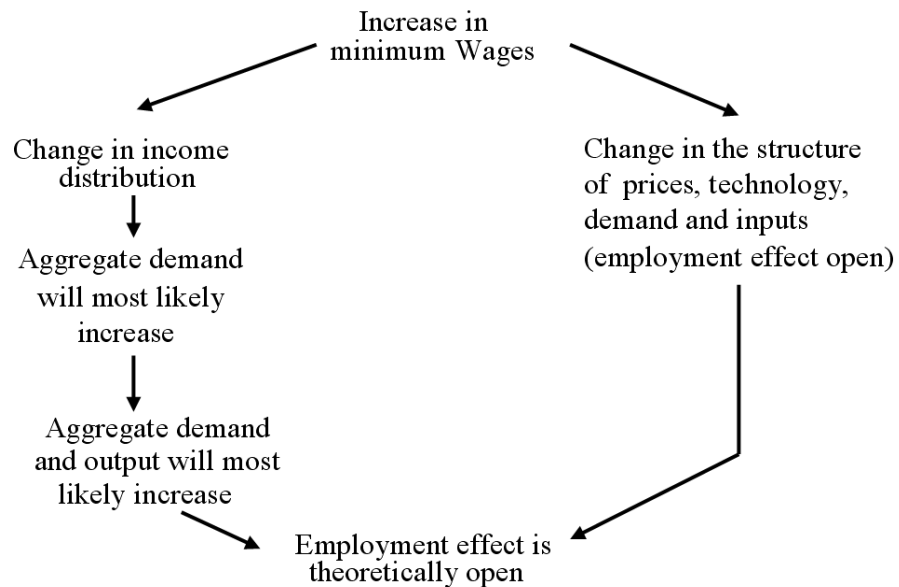 Increase in
minimum Wages
Change in income
distribution
Aggregate demand
will most likely
increase
Aggregate demand
and output will most
likely increase
Change in the structure
of prices, technology,
demand and inputs
(employment effect open)
Employment effect is
theoretically open